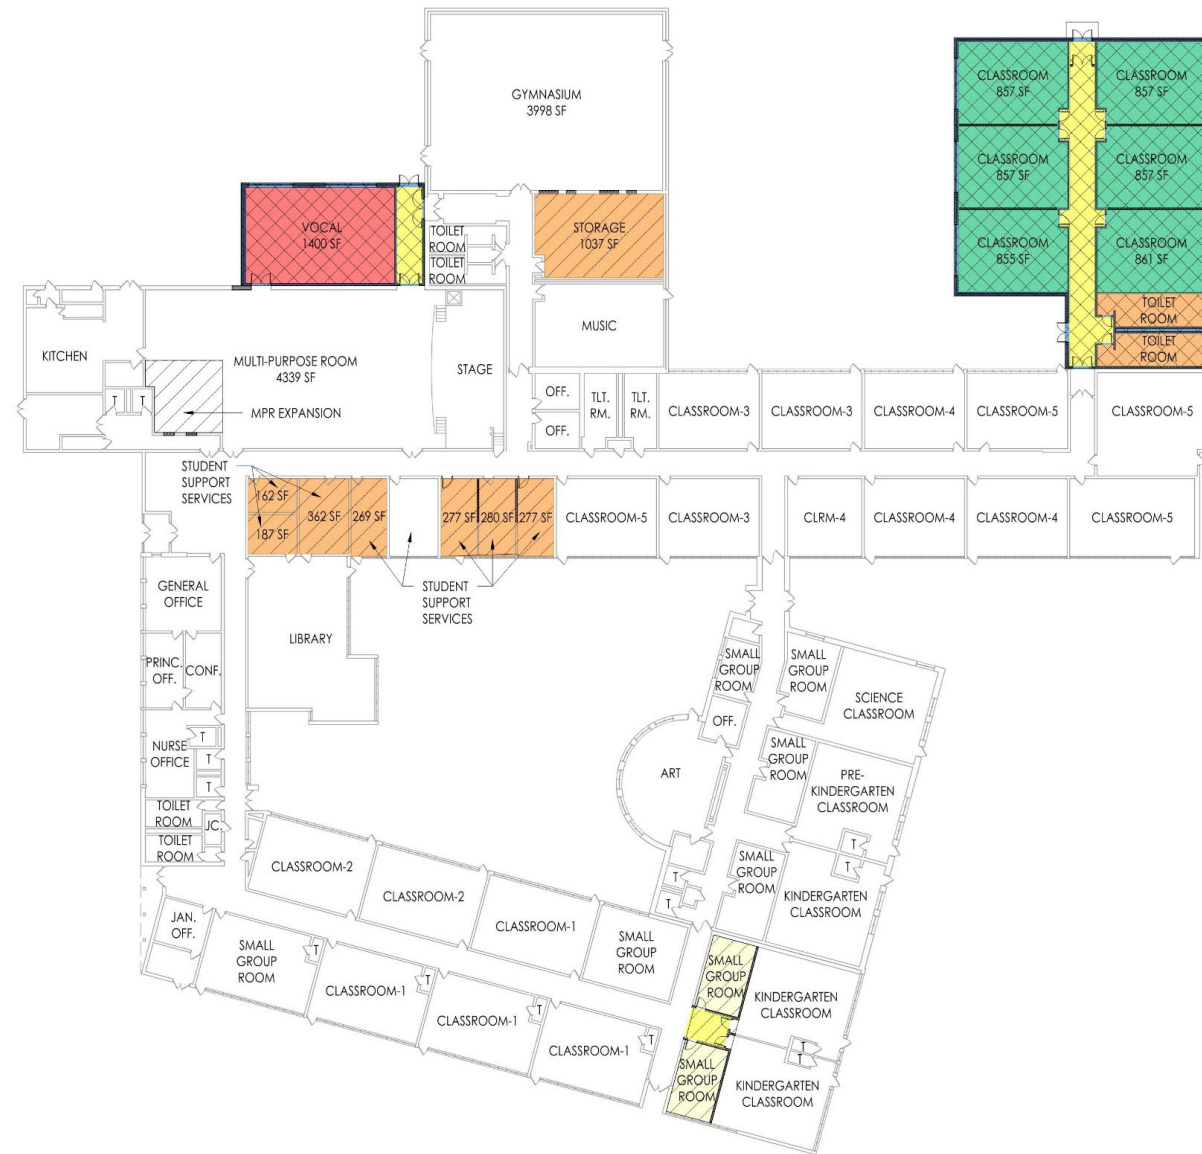 GYMNASIUM
3998 SF
CLASSROOM
857 SF
CLASSROOM
857 SF
CLASSROOM
857 SF
CLASSROOM
857 SF
CLASSROOM
855 SF
CLASSROOM
861 SF
TOILET
ROOM
TOILET
ROOM
VOCAL
1400 SF
TOILET
ROOM
TOILET
ROOM
STORAGE
1037 SF
MUSIC
KITCHEN
MULTI-PURPOSE ROOM
4339 SF
STAGE
T
T
MPR EXPANSION
OFF.
OFF.
TLT.
RM.
TLT.
RM.
CLASSROOM-3
CLASSROOM-3
CLASSROOM-4
CLASSROOM-5
CLASSROOM-5
STUDENT
SUPPORT
SERVICES
162 SF
187 SF
362 SF
269 SF
277 SF
280 SF
277 SF
CLASSROOM-5
CLASSROOM-3
CLRM-4
CLASSROOM-4
CLASSROOM-4
CLASSROOM-5
STUDENT
SUPPORT
SERVICES
GENERAL
OFFICE
PRINC.
OFF.
CONF.
LIBRARY
NURSE
OFFICE
T
T
T
TOILET
ROOM
JC.
TOILET
ROOM
SMALL
GROUP
ROOM
OFF.
ART
SMALL
GROUP
ROOM
SCIENCE
CLASSROOM
SMALL
GROUP
ROOM
PRE-
KINDERGARTEN
CLASSROOM
T
T
SMALL
GROUP
ROOM
KINDERGARTEN
CLASSROOM
T
T
CLASSROOM-2
CLASSROOM-2
CLASSROOM-1
SMALL
GROUP
ROOM
JAN.
OFF.
SMALL
GROUP
ROOM
T
CLASSROOM-1
T
CLASSROOM-1
T
CLASSROOM-1
T
SMALL
GROUP
ROOM
KINDERGARTEN
CLASSROOM
T
T
SMALL
GROUP
ROOM
KINDERGARTEN
CLASSROOM